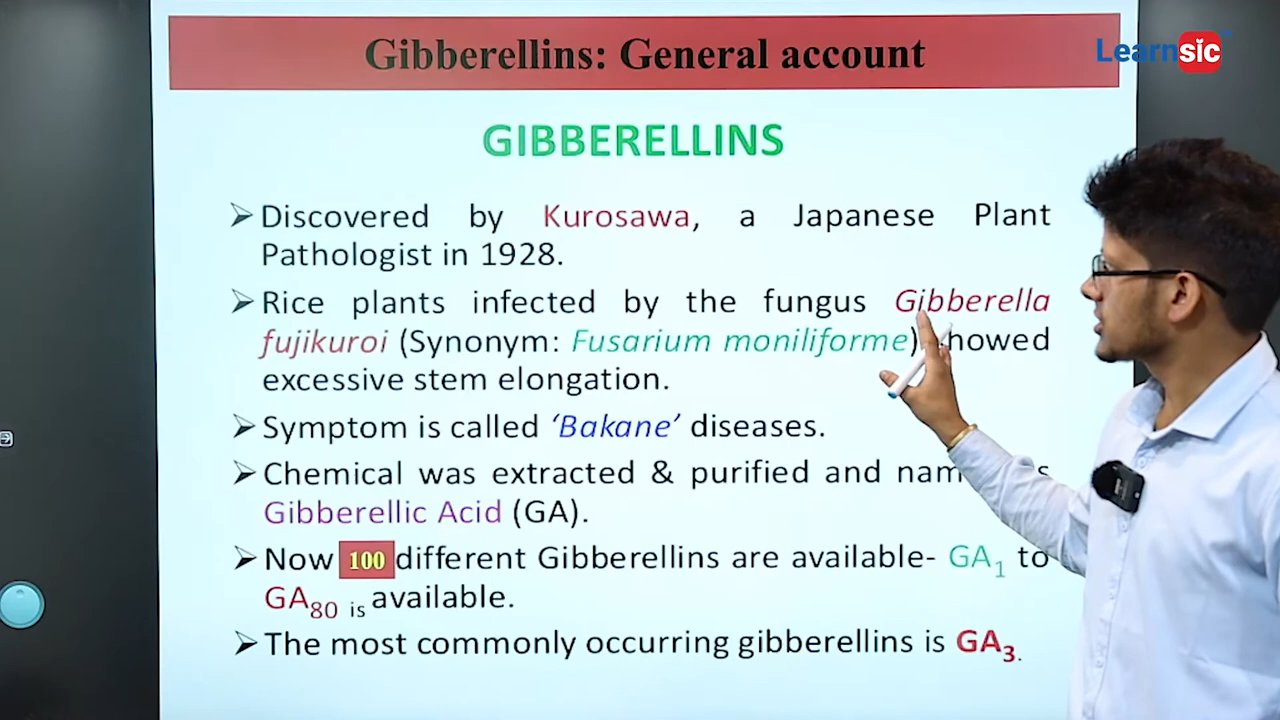 Gibberellins: General account
Learnsic
GIBBERELLINS
➢Discovered by Kurosawa, a Japanese Plant
Pathologist in 1928.
➢Rice plants infected by the fungus Gibberella
fujikuroi (Synonym: Fusarium moniliforme) howed
excessive stem elongation.
➢Symptom is called ‘Bakane’ diseases.
➢Chemical was extracted & purified and nam s
Gibberellic Acid (GA).
➢Now 100 different Gibberellins are available- GA₁ to
GA₈₀ is available.
➢The most commonly occurring gibberellins is GA₃.